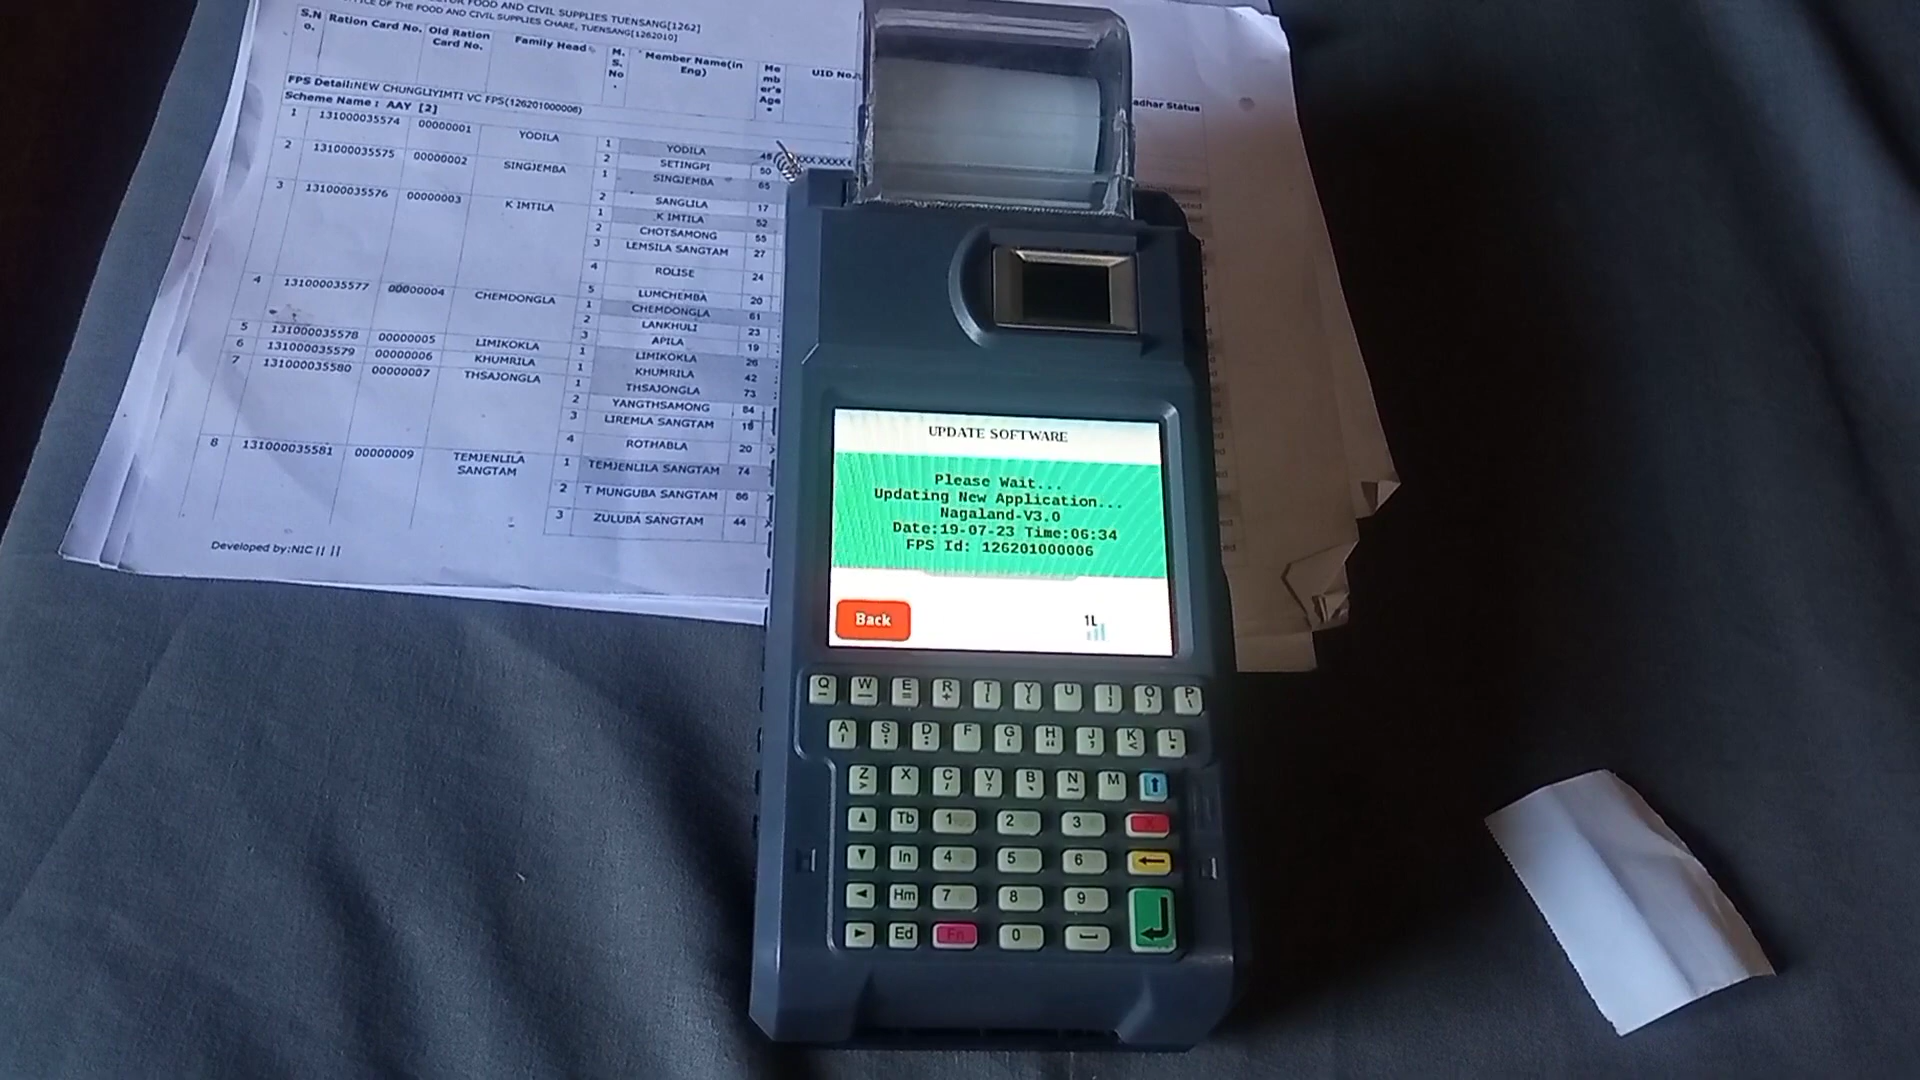 FOOD AND CIVIL SUPPLIES TUENSANG[1262]
OF THE FOOD AND CIVIL SUPPLIES CHARE, TUENSANG[1262010]
S.N o. Ration Card No. Old Ration Card No. Family Head M. S. No . Member Name(in Eng) Me mb er's Age UID No. adhar Status
FPS Detail:NEW CHUNGLIYIMTI VC FPS(126201000006)
Scheme Name : AAY [2]
1 131000035574 00000001 YODILA 1 YODILA
2 SETINGPI 50
2 131000035575 00000002 SINGJEMBA 1 SINGJEMBA 65
2 SANGLILA 17
3 131000035576 00000003 K IMTILA 1 K IMTILA 52
2 CHOTSAMONG 55
3 LEMSILA SANGTAM 27
4 ROLISE 24
5 LUMCHEMBA 20
4 131000035577 00000004 CHEMDONGLA 1 CHEMDONGLA 61
2 LANKHULI 23
3 APILA 19
5 131000035578 00000005 LIMIKOKLA 1 LIMIKOKLA 26
6 131000035579 00000006 KHUMRILA 1 KHUMRILA 42
7 131000035580 00000007 THSAJONGLA 1 THSAJONGLA 73
2 YANGTHSAMONG 84
3 LIREMLA SANGTAM
4 ROTHABLA 20
8 131000035581 00000009 TEMJENLILA SANGTAM 1 TEMJENLILA SANGTAM 74
2 T MUNGUBA SANGTAM 86
3 ZULUBA SANGTAM 44
Developed by:NIC || ||
UPDATE SOFTWARE
Please Wait...
Updating New Application...
Nagaland-V3.0
Date:19-07-23 Time:06:34
FPS Id: 126201000006
Back
1L
Q W E R T Y U I O P
A S D F G H J K L
Z X C V B N M
Tb 1 2 3 X
In 4 5 6
Hm 7 8 9
Ed Fn 0